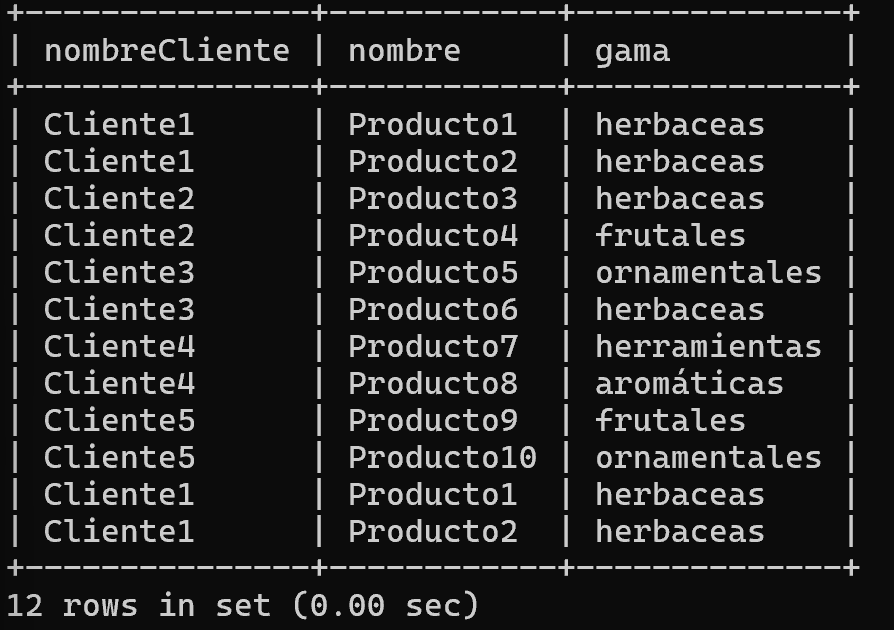 +---------------+------------+--------------+
| nombreCliente | nombre     | gama         |
+---------------+------------+--------------+
| Cliente1      | Producto1  | herbaceas    |
| Cliente1      | Producto2  | herbaceas    |
| Cliente2      | Producto3  | herbaceas    |
| Cliente2      | Producto4  | frutales     |
| Cliente3      | Producto5  | ornamentales |
| Cliente3      | Producto6  | herbaceas    |
| Cliente4      | Producto7  | herramientas |
| Cliente4      | Producto8  | aromáticas   |
| Cliente5      | Producto9  | frutales     |
| Cliente5      | Producto10 | ornamentales |
| Cliente1      | Producto1  | herbaceas    |
| Cliente1      | Producto2  | herbaceas    |
+---------------+------------+--------------+
12 rows in set (0.00 sec)